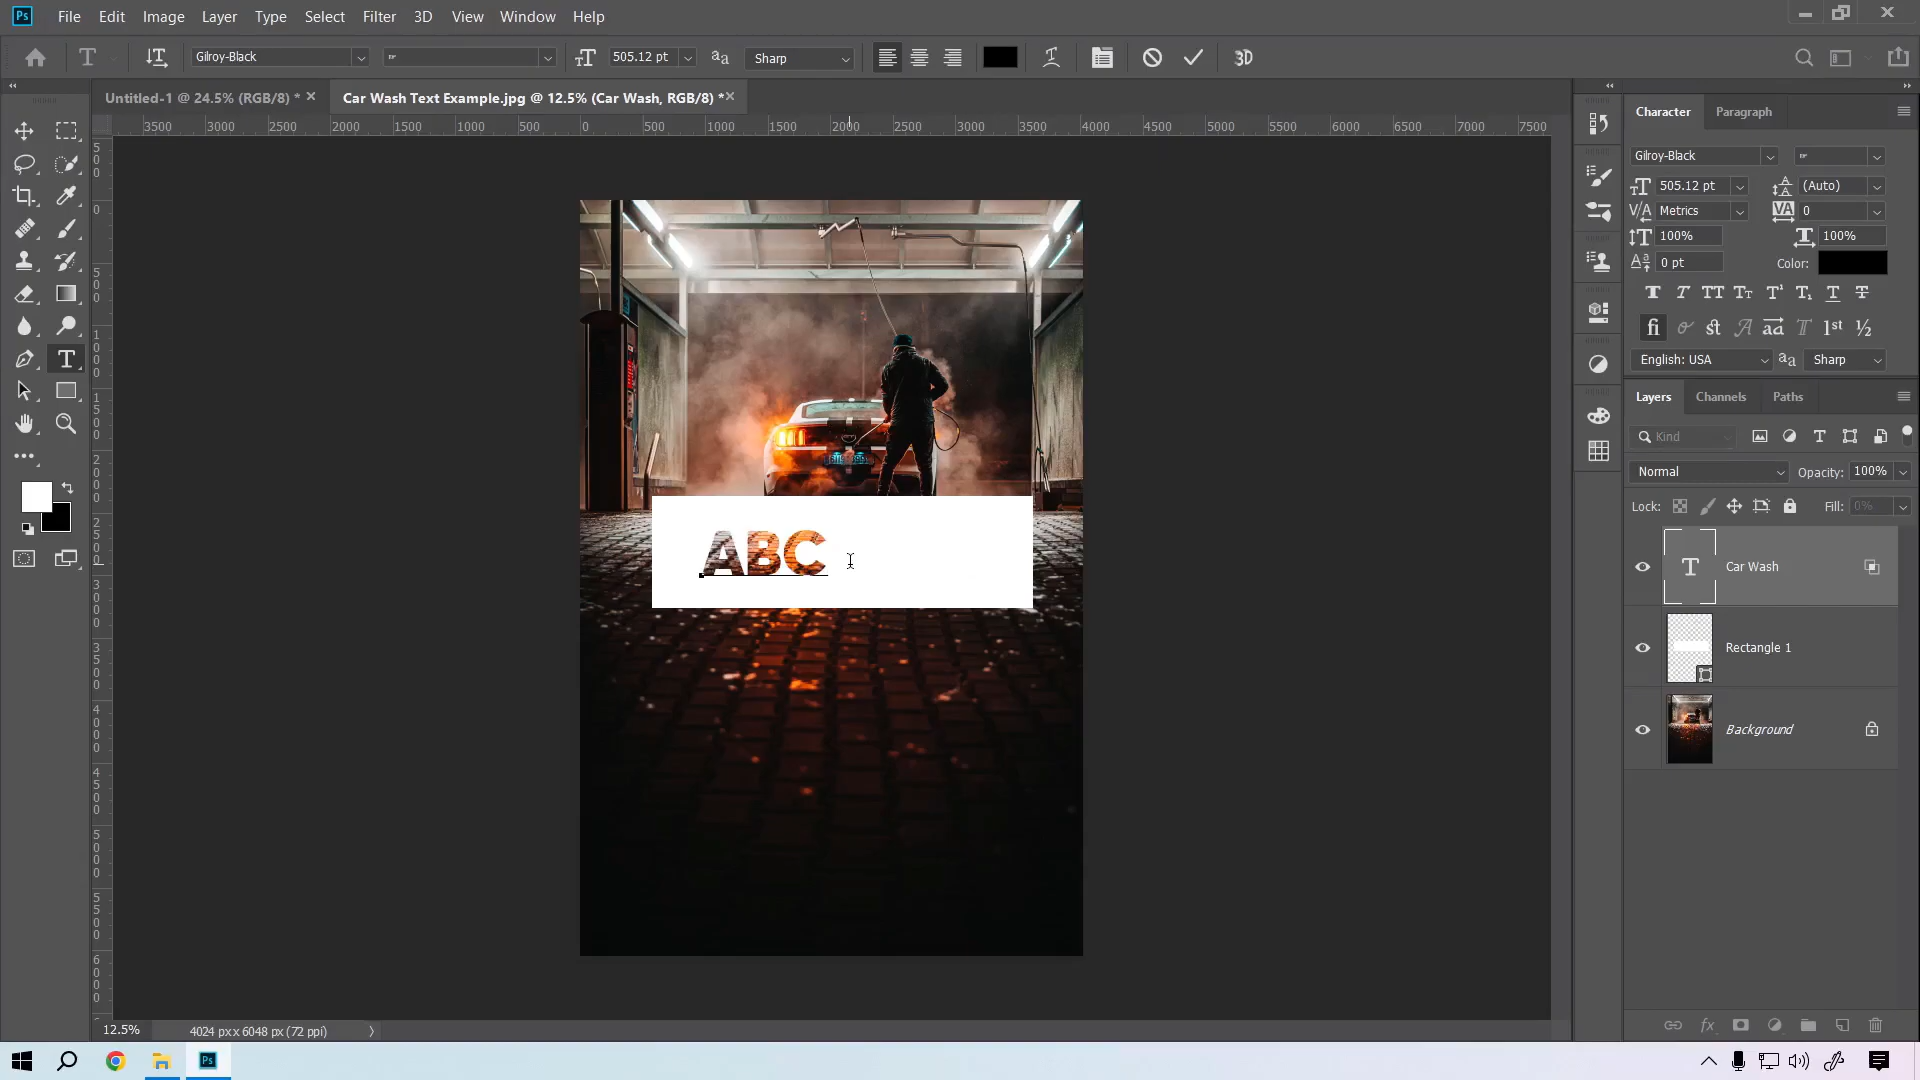 Ps File Edit Image Layer Type Select Filter 3D View Window Help
Gilroy-Black 505.12 pt Sharp 3D
Untitled-1 @ 24.5% (RGB/8) * Car Wash Text Example.jpg @ 12.5% (Car Wash, RGB/8) *
3500 3000 2500 2000 1500 1000 500 0 500 1000 1500 2000 2500 3000 3500 4000 4500 5000 5500 6000 6500 7000 7500
Character Paragraph
Gilroy-Black
505.12 pt (Auto)
Metrics 0
100% 100%
0 pt Color:
English: USA Sharp
Layers Channels Paths
Kind
Normal Opacity: 100%
Lock: Fill: 0%
Car Wash
Rectangle 1
Background
ABC
12.5% 4024 px x 6048 px (72 ppi)